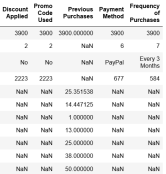 Discount Applied Promo Code Used Previous Purchases Payment Method Frequency of Purchases
3900 3900 3900.000000 3900 3900
2 2 NaN 6 7
No No NaN PayPal Every 3 Months
2223 2223 NaN 677 584
NaN NaN 25.351538 NaN NaN
NaN NaN 14.447125 NaN NaN
NaN NaN 1.000000 NaN NaN
NaN NaN 13.000000 NaN NaN
NaN NaN 25.000000 NaN NaN
NaN NaN 38.000000 NaN NaN
NaN NaN 50.000000 NaN NaN